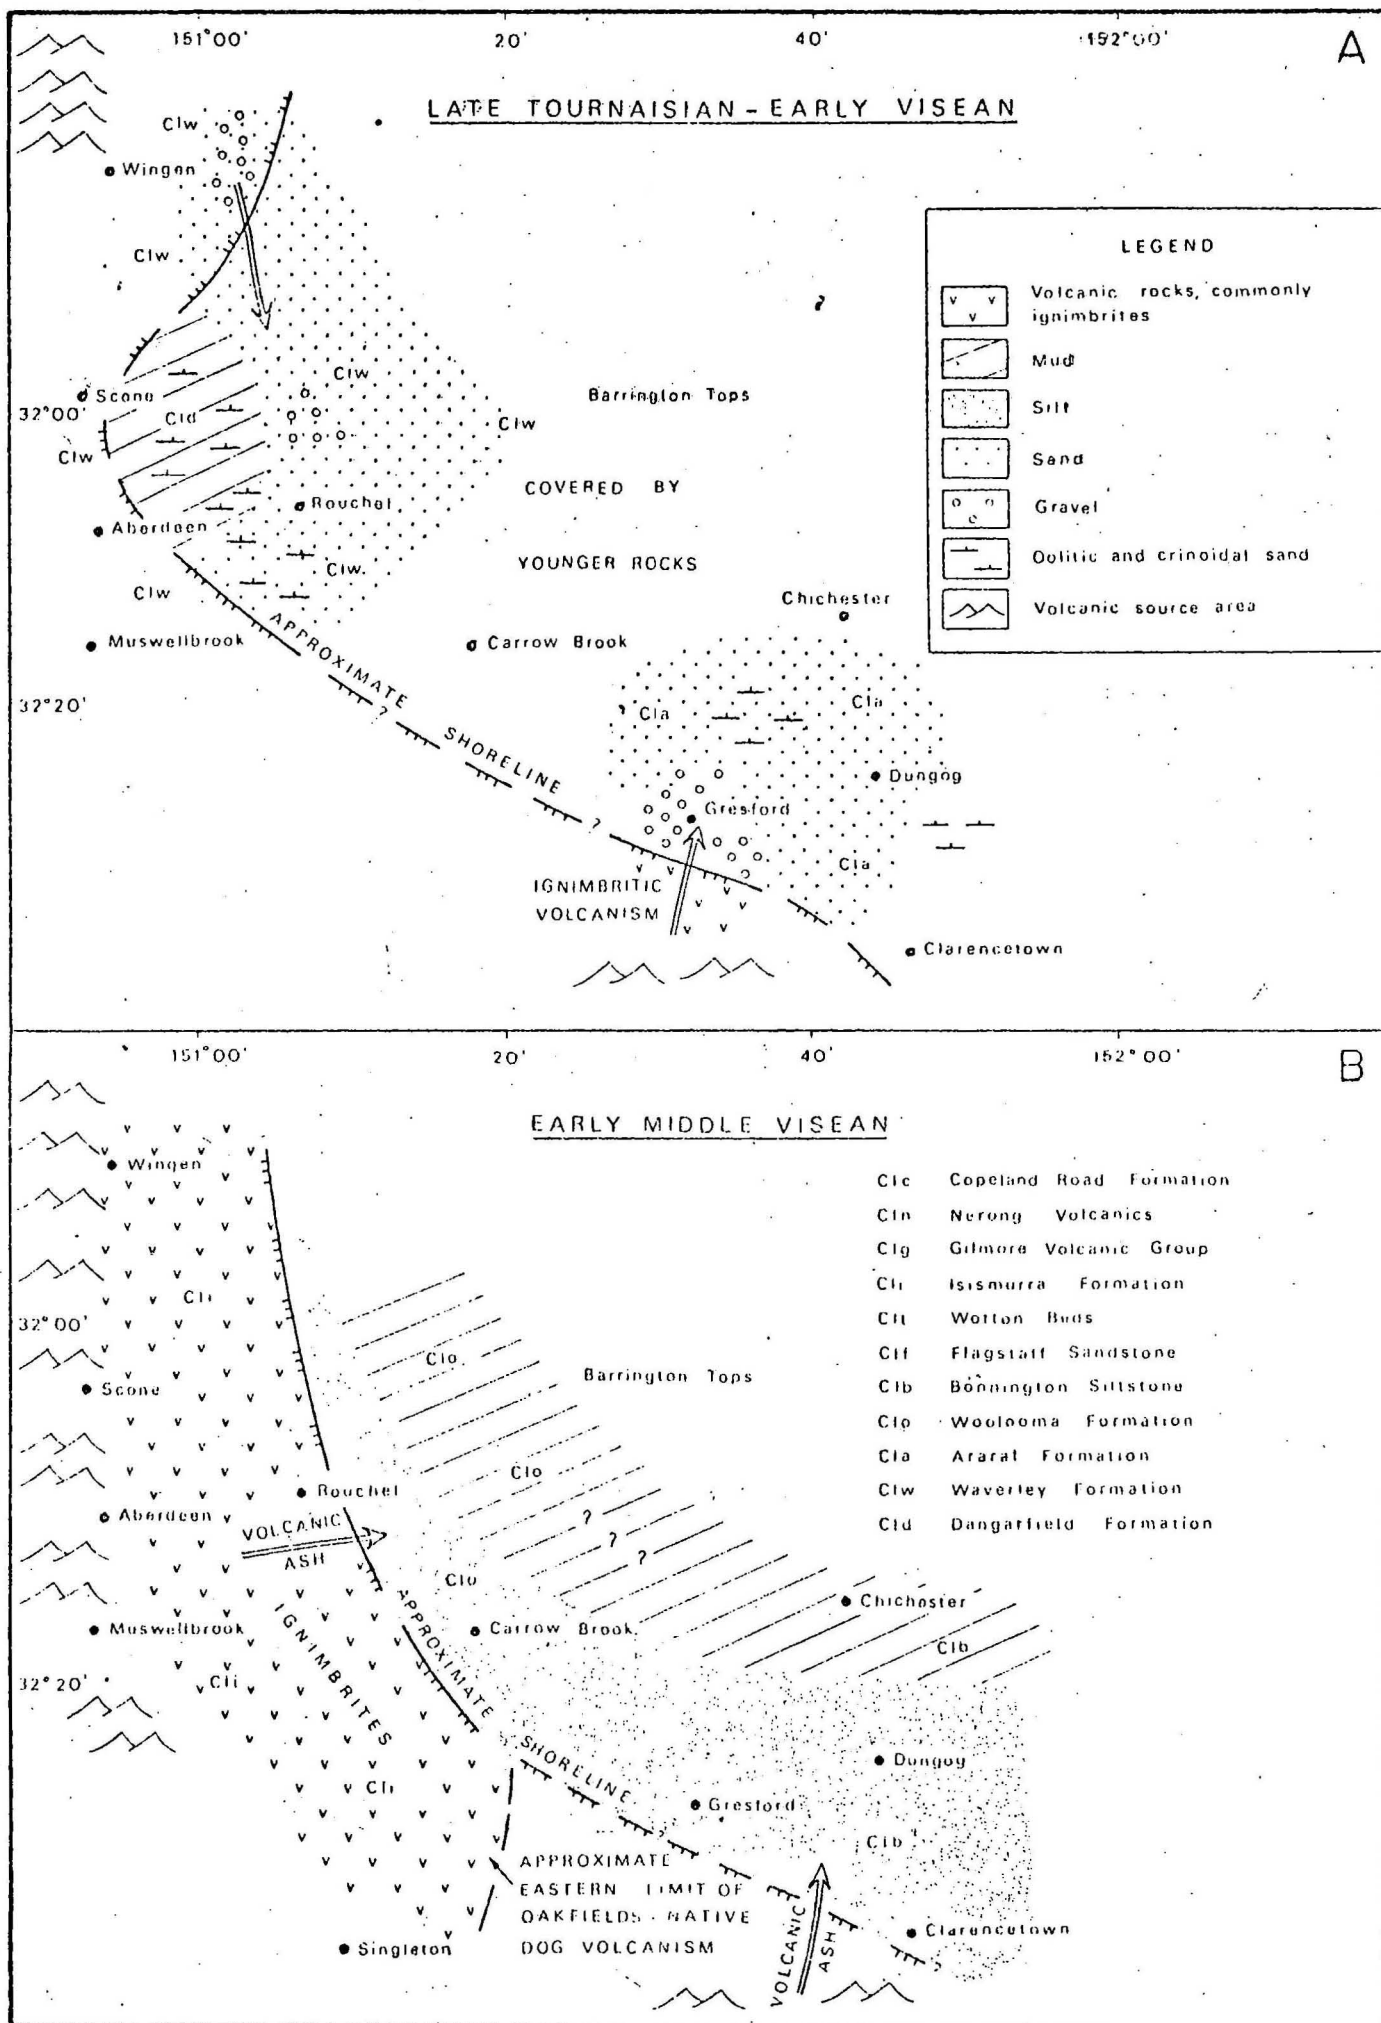 A
151°00'
20'
40'
152°00'
LATE TOURNAISIAN - EARLY VISEAN
Clw
Wingen
Clw
LEGEND
Volcanic rocks, commonly
ignimbrites
Mud
Silt
Sand
Gravel
Oolitic and crinoidal sand
Volcanic source area
Clw
Scone
32°00'
Cld
Clw
Clw
Barrington Tops
COVERED BY
Rouchel
Aberdeen
YOUNGER ROCKS
Clw
Clw
Chichester
Muswellbrook
APPROXIMATE
Carrow Brook
32°20'
?
SHORELINE
?
Cla
Cla
Dungog
Gresford
?
Cla
IGNIMBRITIC
VOLCANISM
Clarencetown
151°00'
20'
40'
152°00'
B
EARLY MIDDLE VISEAN
Wingen
Clc Copeland Road Formation
Cln Nerong Volcanics
Clg Gilmore Volcanic Group
Cli Isismurra Formation
Clt Wotton Beds
Clf Flagstaff Sandstone
Clb Bonnington Siltstone
Clo Woolooma Formation
Cla Ararat Formation
Clw Waverley Formation
Cld Dangarfield Formation
Cli
32°00'
Clo
Scone
Barrington Tops
Clo
Rouchel
Aberdeen
VOLCANIC
ASH
?
?
?
Clo
Chichester
Muswellbrook
IGNIMBRITES
APPROXIMATE
Carrow Brook
Clb
32°20'
Cli
SHORELINE
Dungog
Cli
Gresford
?
Clb
APPROXIMATE
EASTERN LIMIT OF
OAKFIELDS - NATIVE
DOG VOLCANISM
VOLCANIC
ASH
Clarencetown
?
Singleton